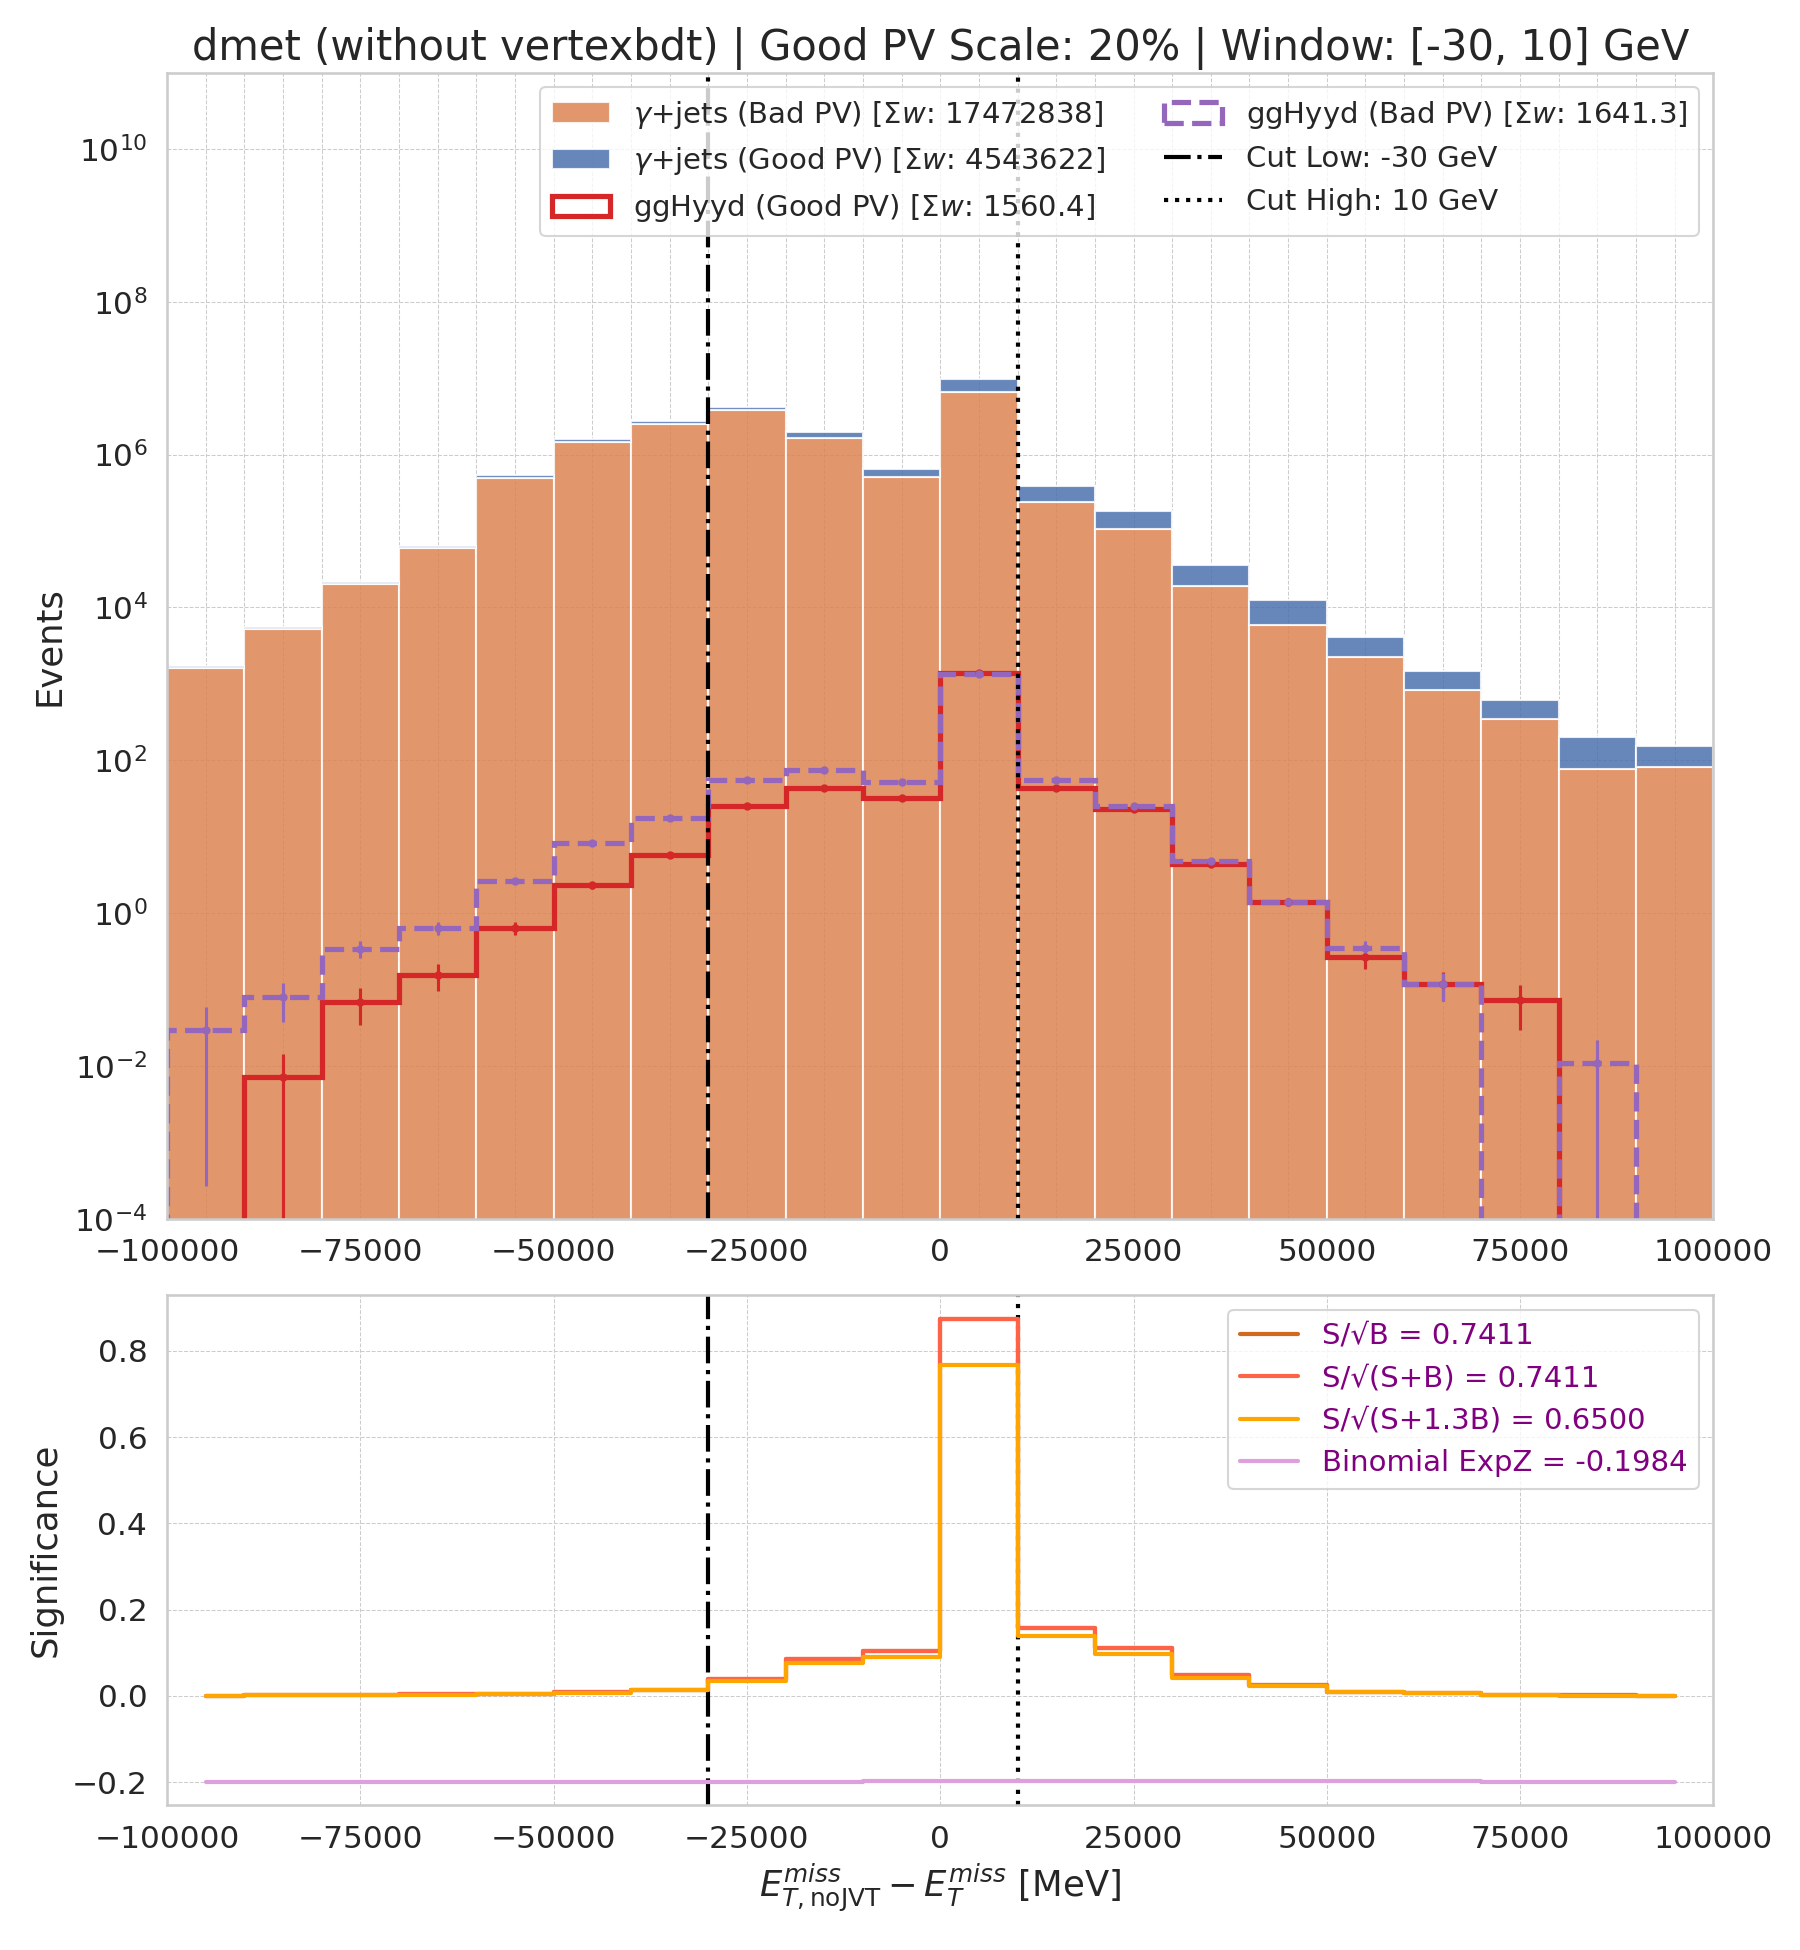 dmet (without vertexbdt) | Good PV Scale: 20% | Window: [-30, 10] GeV
γ+jets (Bad PV) [Σw: 17472838]
γ+jets (Good PV) [Σw: 4543622]
ggHyyd (Good PV) [Σw: 1560.4]
ggHyyd (Bad PV) [Σw: 1641.3]
Cut Low: -30 GeV
Cut High: 10 GeV
Events
10^10
10^8
10^6
10^4
10^2
10^0
10^−2
10^−4
−100000 −75000 −50000 −25000 0 25000 50000 75000 100000
S/√B = 0.7411
S/√(S+B) = 0.7411
S/√(S+1.3B) = 0.6500
Binomial ExpZ = -0.1984
Significance
0.8
0.6
0.4
0.2
0.0
−0.2
−100000 −75000 −50000 −25000 0 25000 50000 75000 100000
E_{T,noJVT}^{miss} − E_T^{miss} [MeV]